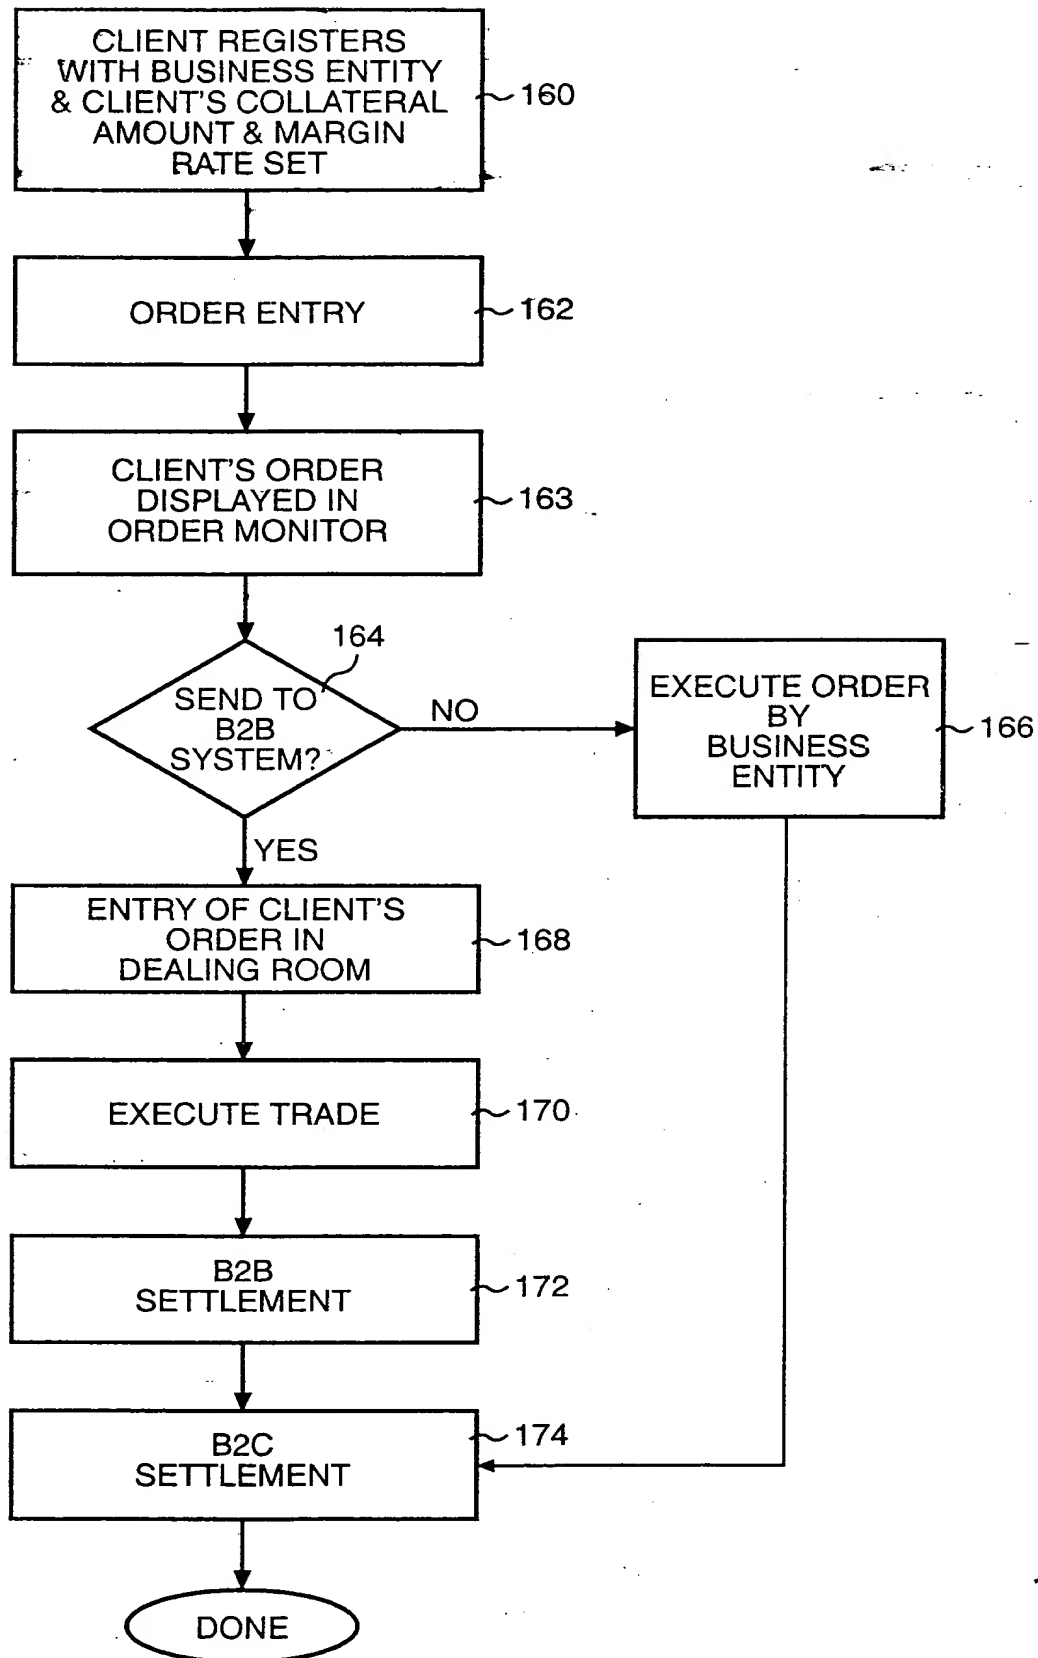 CLIENT REGISTERS
WITH BUSINESS ENTITY
& CLIENT'S COLLATERAL
AMOUNT & MARGIN
RATE SET
160
ORDER ENTRY
162
CLIENT'S ORDER
DISPLAYED IN
ORDER MONITOR
163
164
SEND TO
B2B
SYSTEM?
NO
EXECUTE ORDER
BY
BUSINESS
ENTITY
166
YES
ENTRY OF CLIENT'S
ORDER IN
DEALING ROOM
168
EXECUTE TRADE
170
B2B
SETTLEMENT
172
B2C
SETTLEMENT
174
DONE